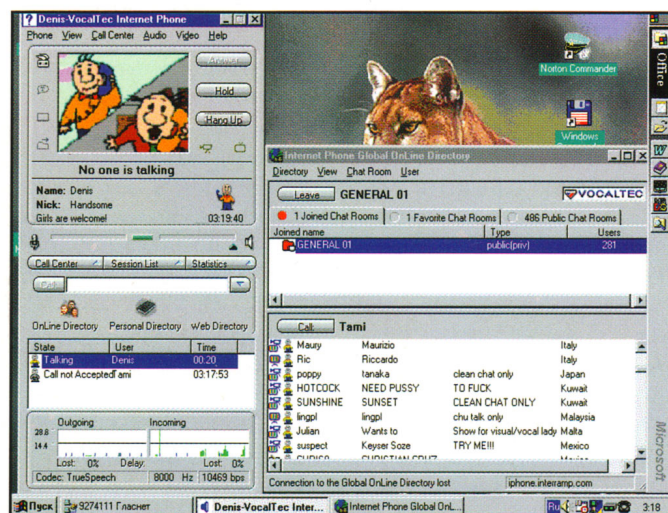 Denis-VocalTec Internet Phone
Phone View Call Center Audio Video Help
Answer
Hold
Hang Up
No one is talking
Name: Denis
Nick: Handsome
Girls are welcome!
03:19:40
Call Center
Session List
Statistics
Call
OnLine Directory
Personal Directory
Web Directory
State User Time
Talking Denis 00:20
Call not Accepted Tami 03:17:53
Outgoing Incoming
28.8
14.4
Lost: 0% Delay: Lost: 0%
Codec: TrueSpeech 8000 Hz 10469 bps
Norton Commander
Windows
Office
Microsoft
Internet Phone Global OnLine Directory
Directory View Chat Room User
Leave GENERAL 01
VOCALTEC
1 Joined Chat Rooms
1 Favorite Chat Rooms
486 Public Chat Rooms
Joined name Type Users
GENERAL 01 public(priv) 281
Call: Tami
Maury Maurizio Italy
Ric Riccardo Italy
poppy tanaka clean chat only Japan
HOTCOCK NEED PUSSY TO FUCK Kuwait
SUNSHINE SUNSET CLEAN CHAT ONLY Kuwait
lingpl lingpl chu talk only Malaysia
Julian Wants to Show for visual/vocal lady Malta
suspect Keyser Soze TRY ME!!! Mexico
Connection to the Global OnLine Directory lost
iphone.interramp.com
Пуск
9274111 Гласнет
Denis-VocalTec Inter...
Internet Phone Global OnL...
Ru
3:18